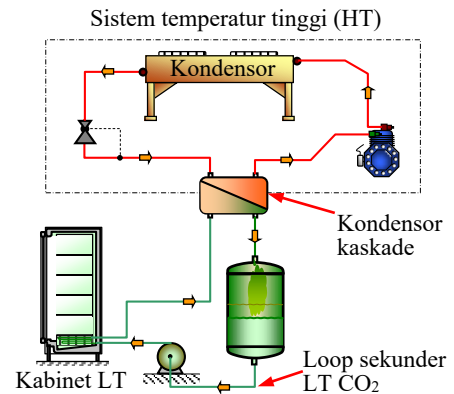 Sistem temperatur tinggi (HT)
Kondensor
Kondensor
kaskade
Kabinet LT
Loop sekunder
LT CO₂